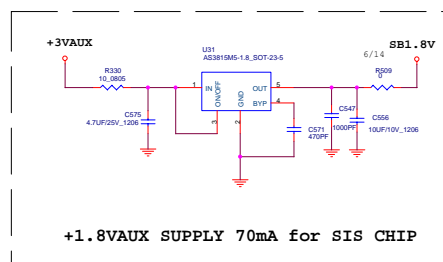 +3VAUX
SB1.8V
6/14
U31
AS3815M5-1.8_SOT-23-5
R330
10_0805
R509
0
1
IN
OUT
5
ON/OFF
GND
BYP
4
3
2
C575
4.7UF/25V_1206
C547
1000PF
C556
10UF/10V_1206
C571
470PF
+1.8VAUX SUPPLY 70mA for SIS CHIP